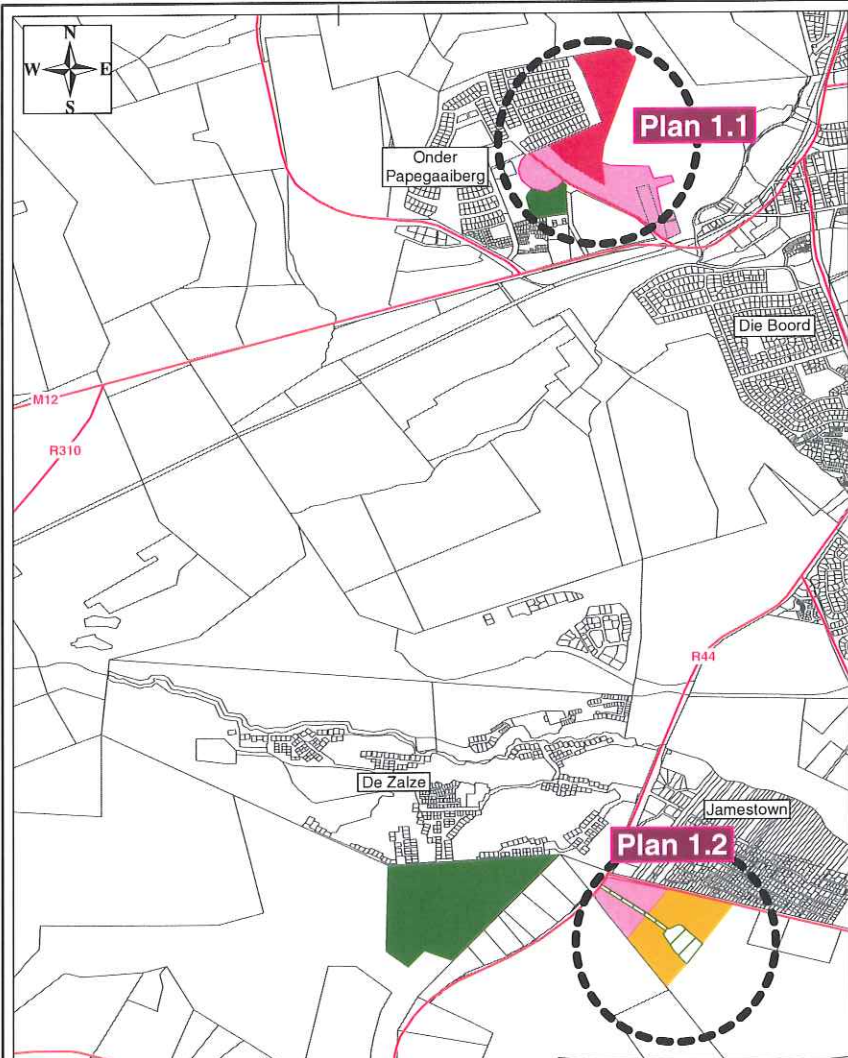 N
W E
S
Plan 1.1
Onder
Papegaaiberg
Die Boord
M12
R310
R44
De Zalze
Jamestown
Plan 1.2